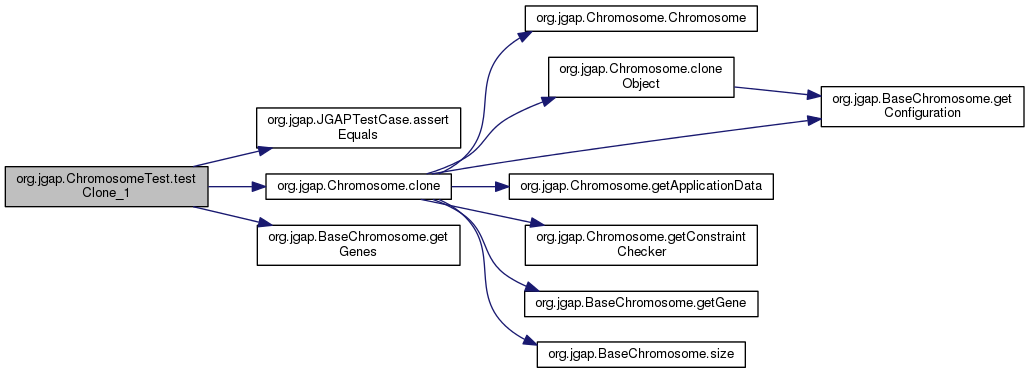 org.jgap.ChromosomeTest.test
Clone_1
org.jgap.JGAPTestCase.assert
Equals
org.jgap.Chromosome.clone
org.jgap.BaseChromosome.get
Genes
org.jgap.Chromosome.Chromosome
org.jgap.Chromosome.clone
Object
org.jgap.BaseChromosome.get
Configuration
org.jgap.Chromosome.getApplicationData
org.jgap.Chromosome.getConstraint
Checker
org.jgap.BaseChromosome.getGene
org.jgap.BaseChromosome.size